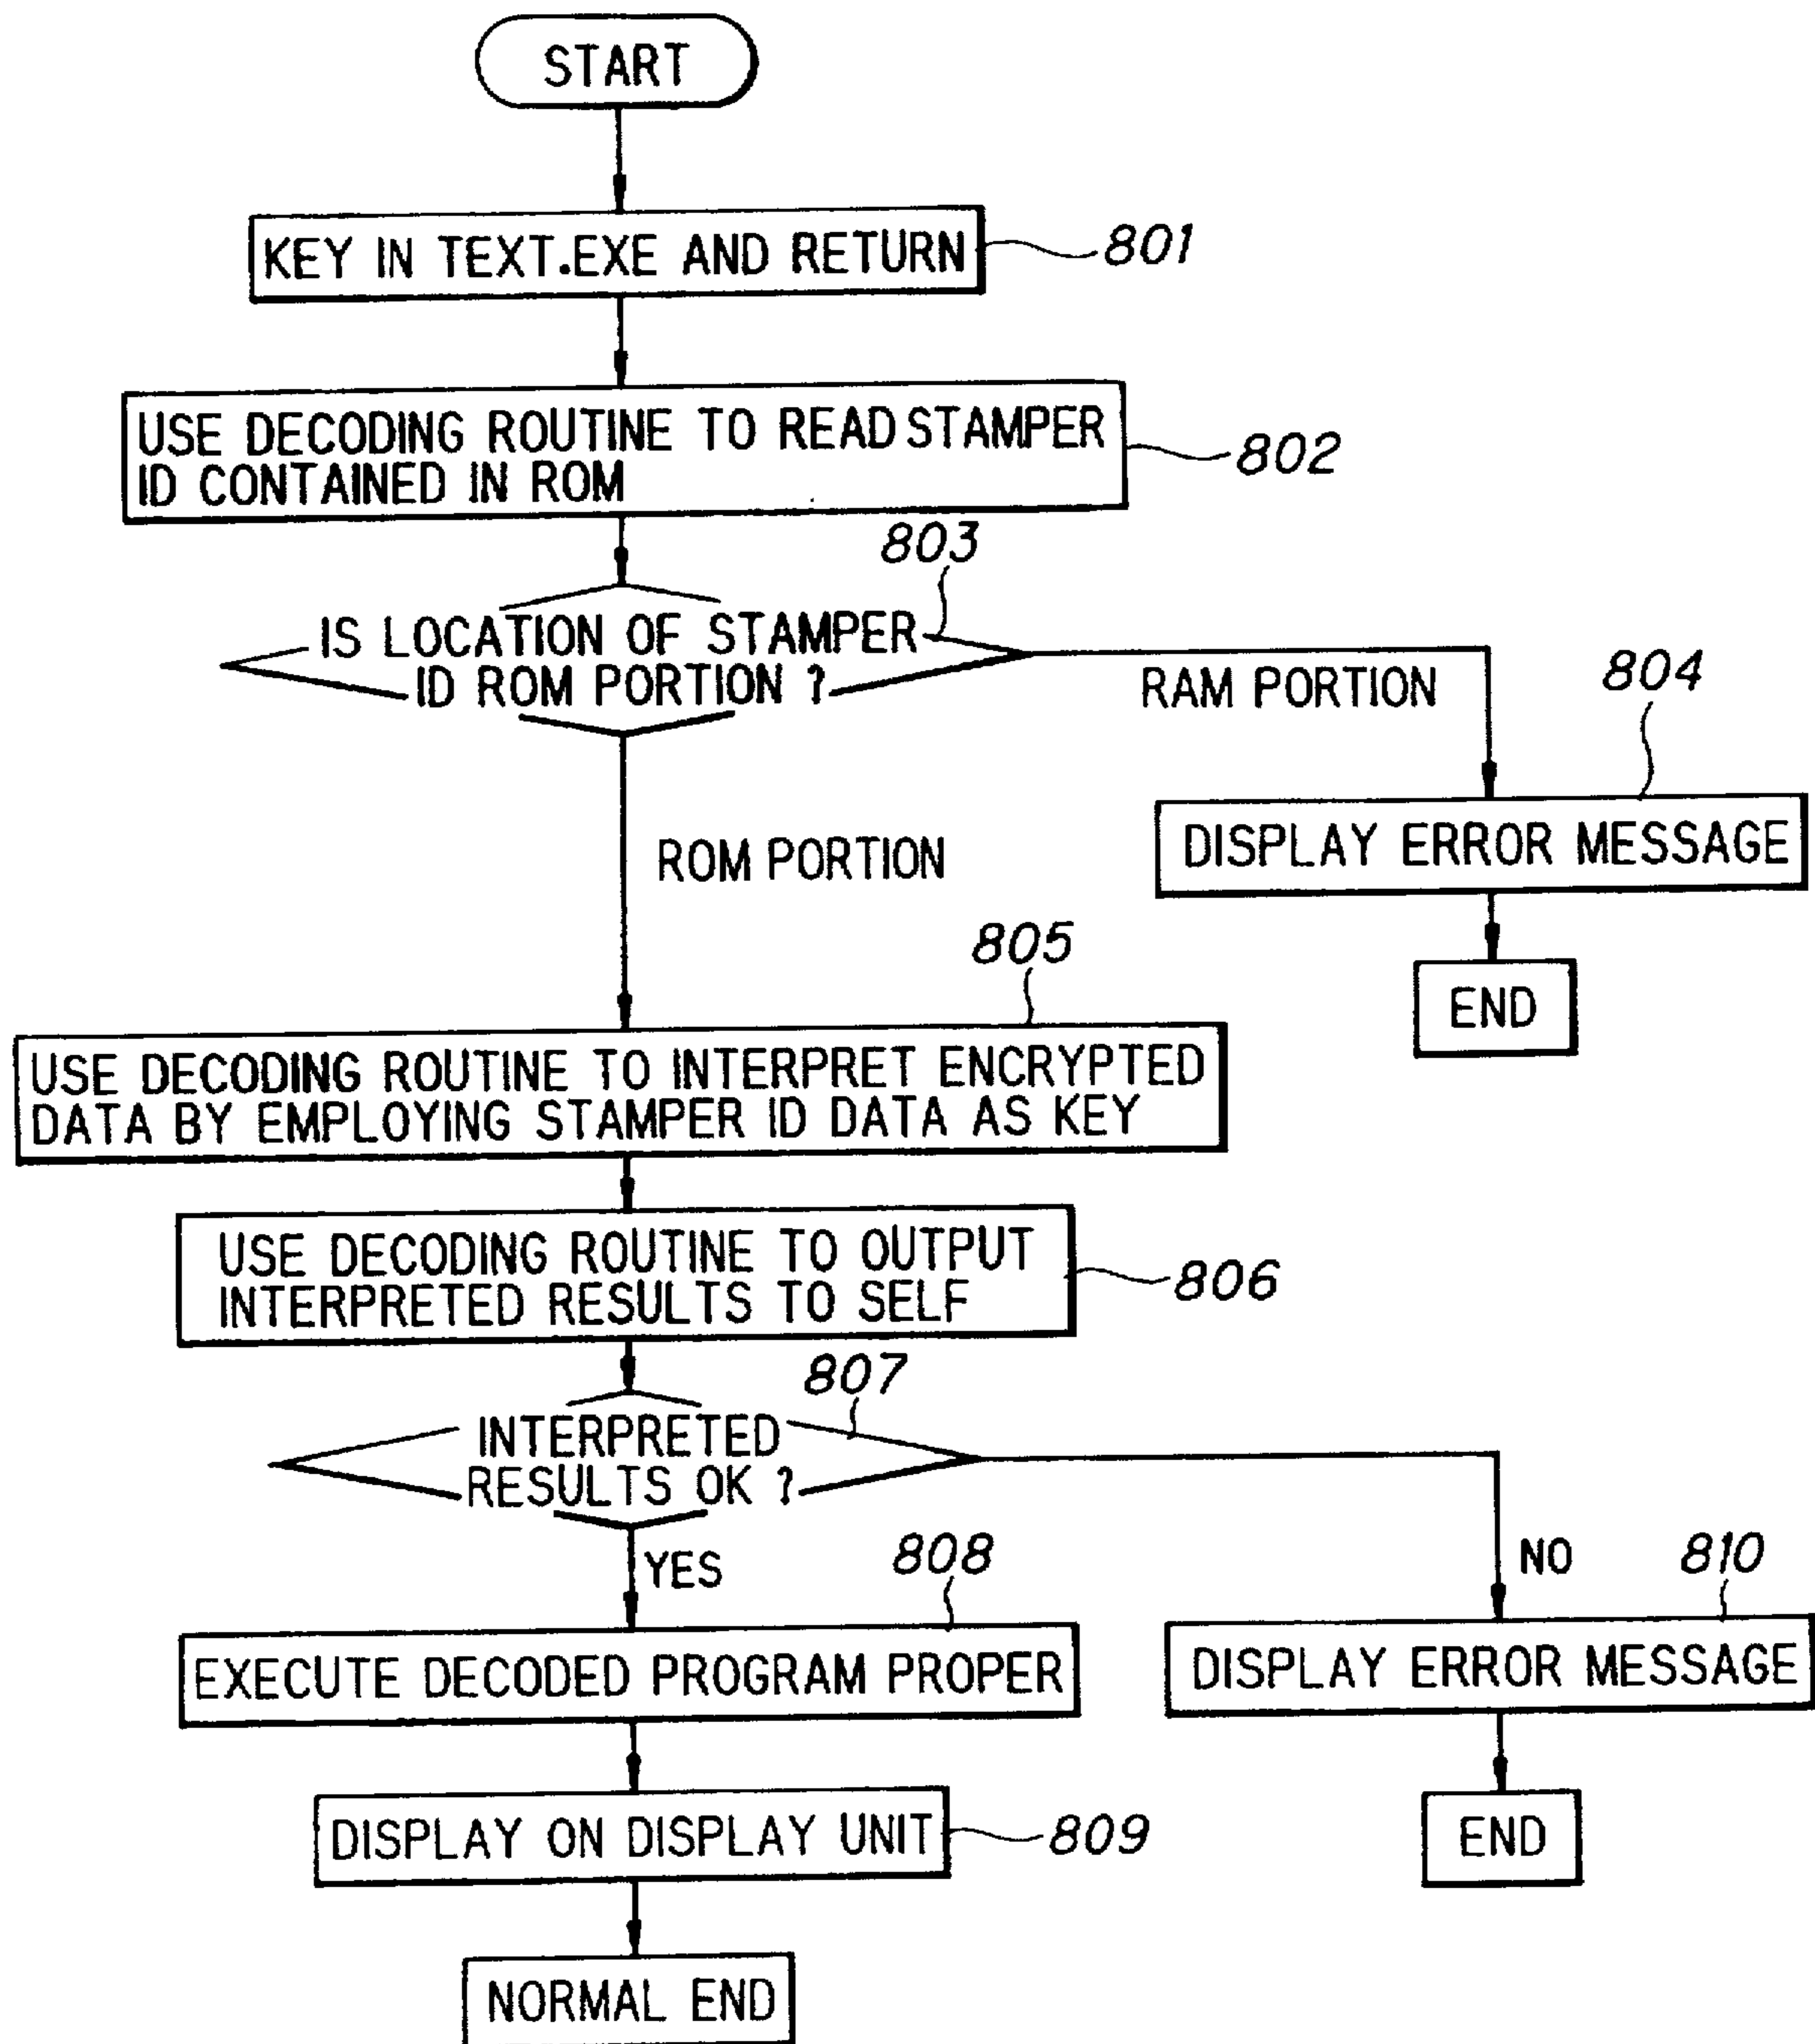 START
KEY IN TEXT.EXE AND RETURN
801
USE DECODING ROUTINE TO READ STAMPER
ID CONTAINED IN ROM
802
803
IS LOCATION OF STAMPER
ID ROM PORTION ?
RAM PORTION
804
DISPLAY ERROR MESSAGE
END
ROM PORTION
805
USE DECODING ROUTINE TO INTERPRET ENCRYPTED
DATA BY EMPLOYING STAMPER ID DATA AS KEY
USE DECODING ROUTINE TO OUTPUT
INTERPRETED RESULTS TO SELF
806
807
INTERPRETED
RESULTS OK ?
YES
808
NO
810
EXECUTE DECODED PROGRAM PROPER
DISPLAY ERROR MESSAGE
DISPLAY ON DISPLAY UNIT
809
END
NORMAL END